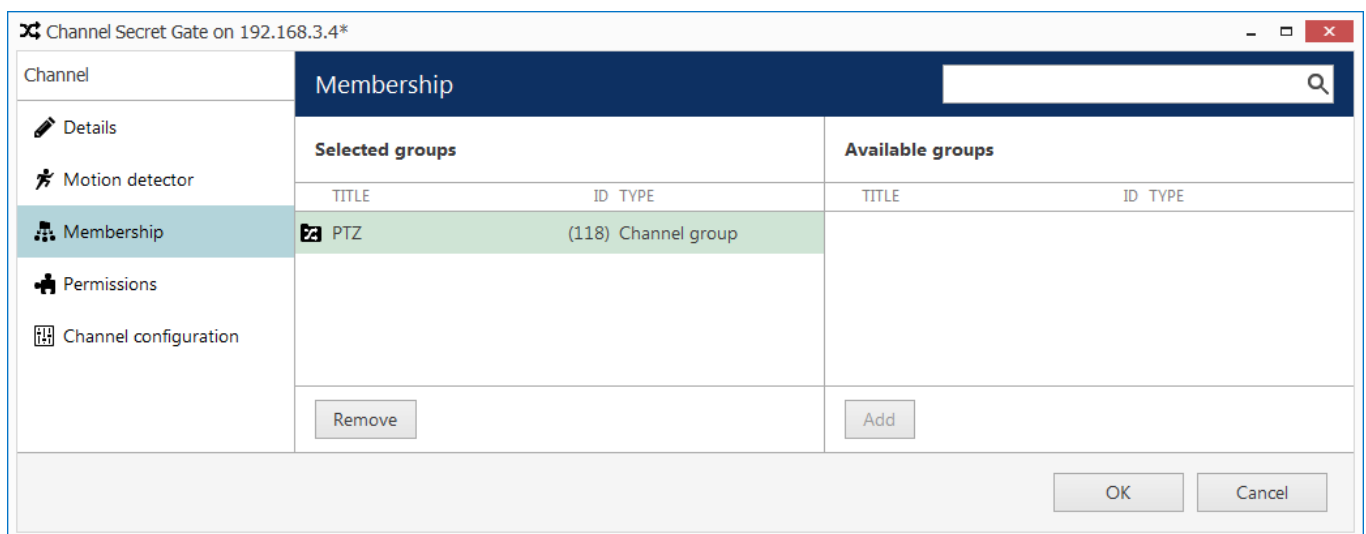 Channel Secret Gate on 192.168.3.4*
Channel
Details
Motion detector
Membership
Permissions
Channel configuration
Membership
Selected groups
TITLE ID TYPE
PTZ (118) Channel group
Remove
Available groups
TITLE ID TYPE
Add
OK Cancel